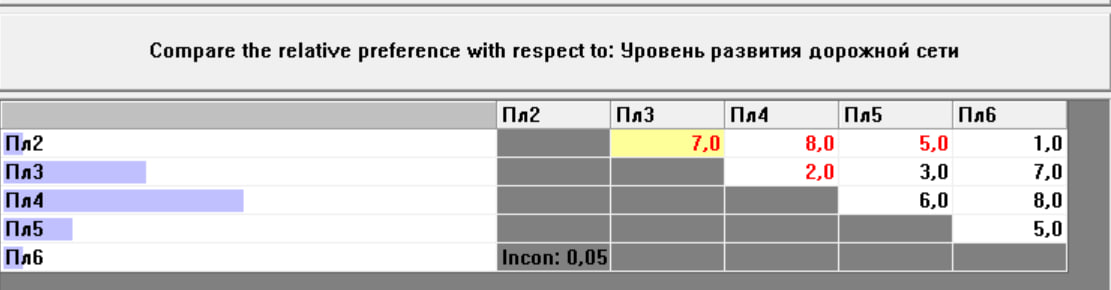 Compare the relative preference with respect to: Уровень развития дорожной сети
Пл2 Пл3 Пл4 Пл5 Пл6
Пл2 7,0 8,0 5,0 1,0
Пл3 2,0 3,0 7,0
Пл4 6,0 8,0
Пл5 5,0
Пл6 Incon: 0,05